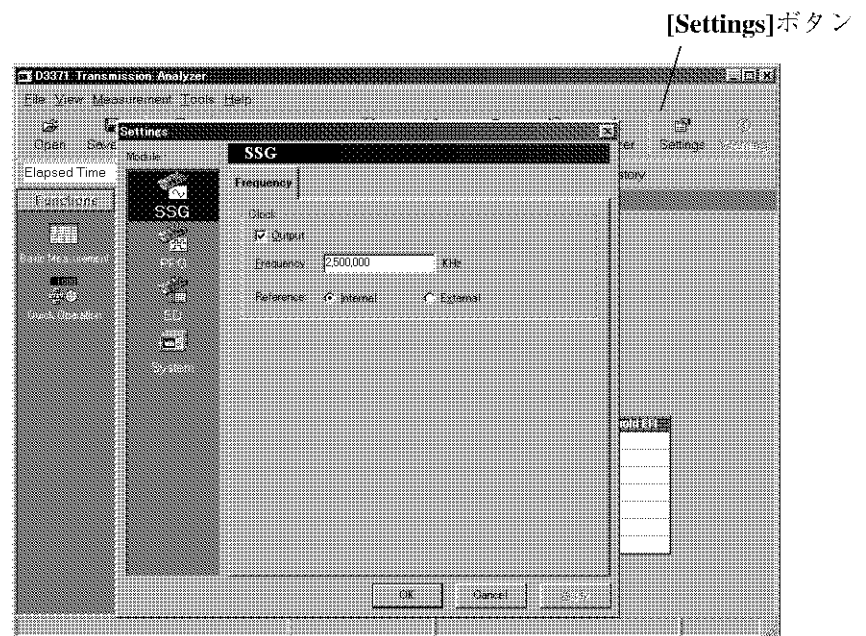 [Settings]ボタン
D3371 Transmission Analyzer
File View Measurement Tools Help
Open Save Settings
Settings
Module
SSG
Elapsed Time
Functions
Frequency
SSG
Clock
Output
Basic Measurement
PPG
Frequency 2,500,000 KHz
Reference: Internal External
Quick Operation
ED
System
OK Cancel